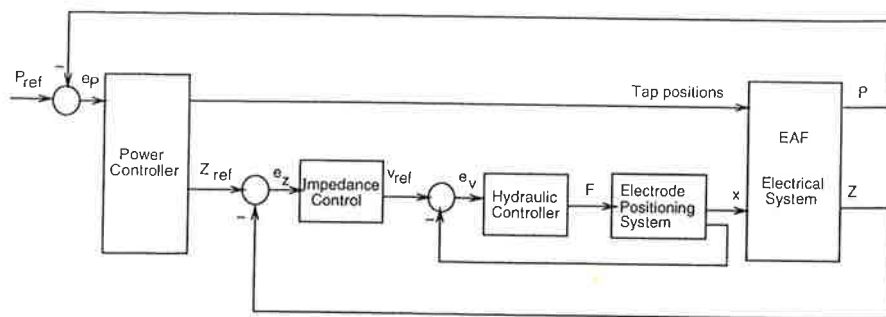 P_ref
e_P
−
Power
Controller
Tap positions
Z_ref
e_z
−
Impedance
Control
v_ref
e_v
−
Hydraulic
Controller
F
Electrode
Positioning
System
x
EAF
Electrical
System
P
Z